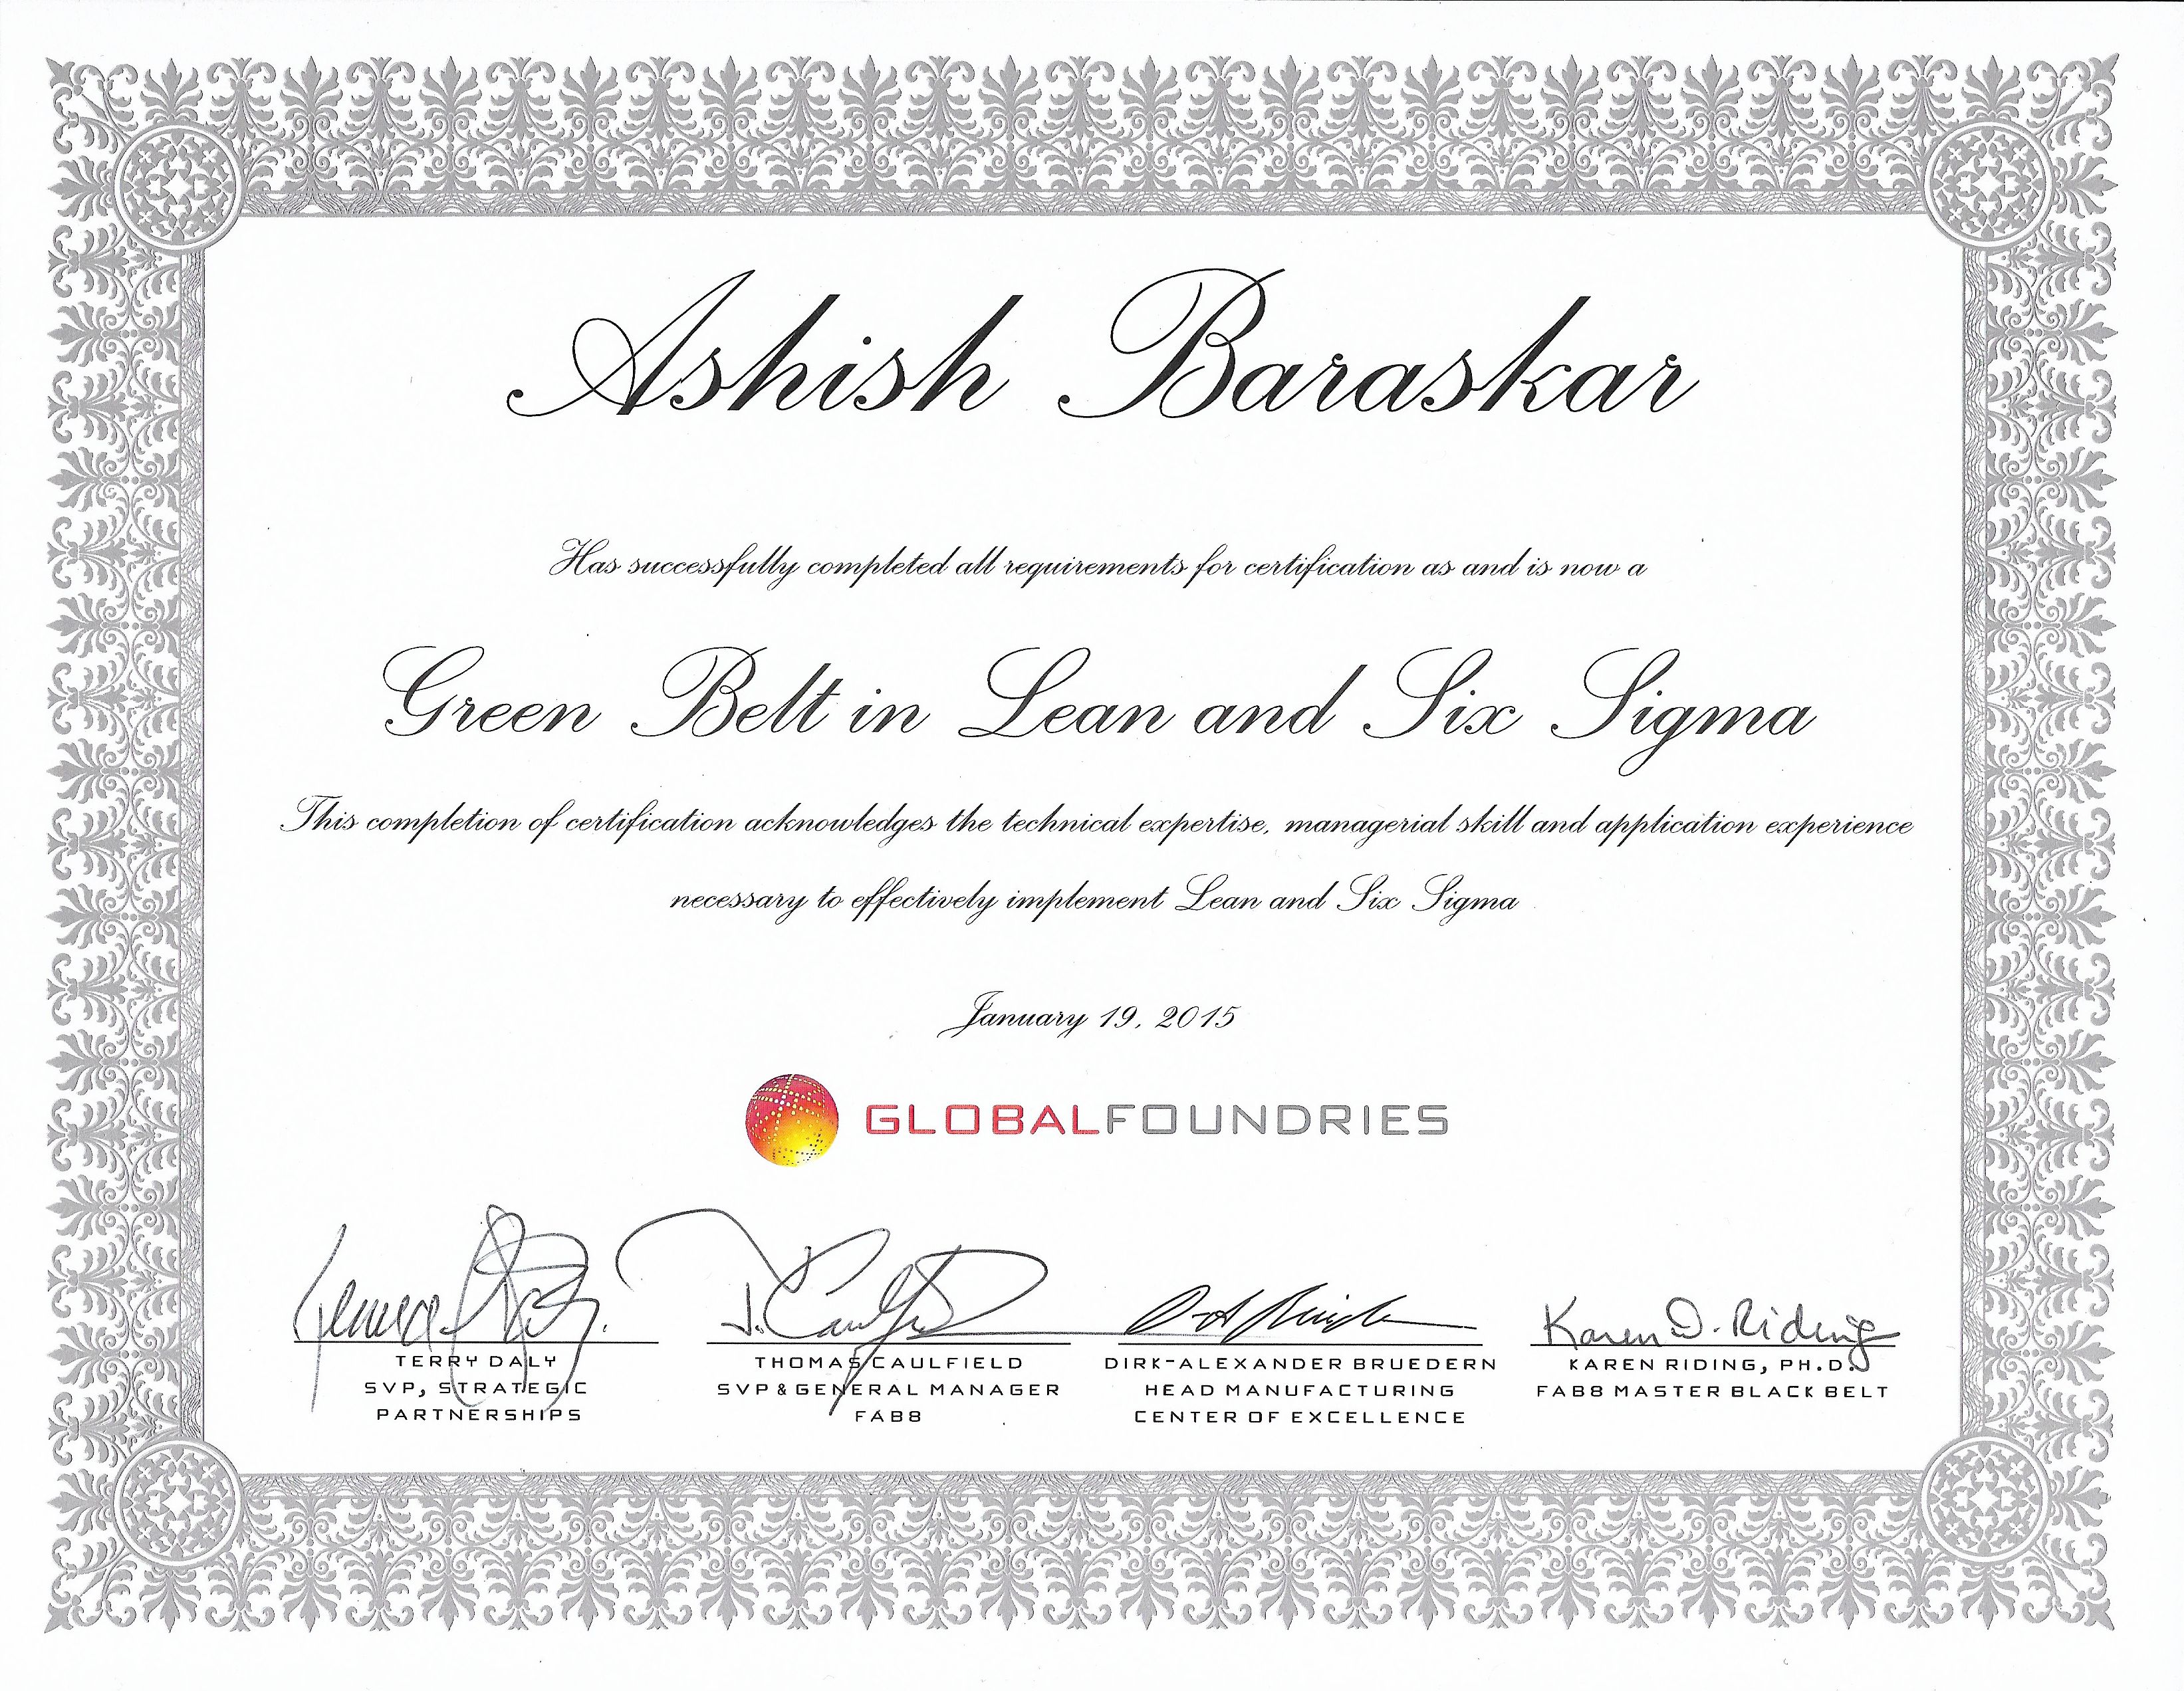 Ashish Baraskar
Has successfully completed all requirements for certification as and is now a
Green Belt in Lean and Six Sigma
This completion of certification acknowledges the technical expertise, managerial skill and application experience
necessary to effectively implement Lean and Six Sigma
January 19, 2015
GLOBALFOUNDRIES
Karen D. Riding
TERRY DALY
SVP, STRATEGIC
PARTNERSHIPS
THOMAS CAULFIELD
SVP & GENERAL MANAGER
FAB8
DIRK-ALEXANDER BRUEDERN
HEAD MANUFACTURING
CENTER OF EXCELLENCE
KAREN RIDING, PH.D.
FAB8 MASTER BLACK BELT